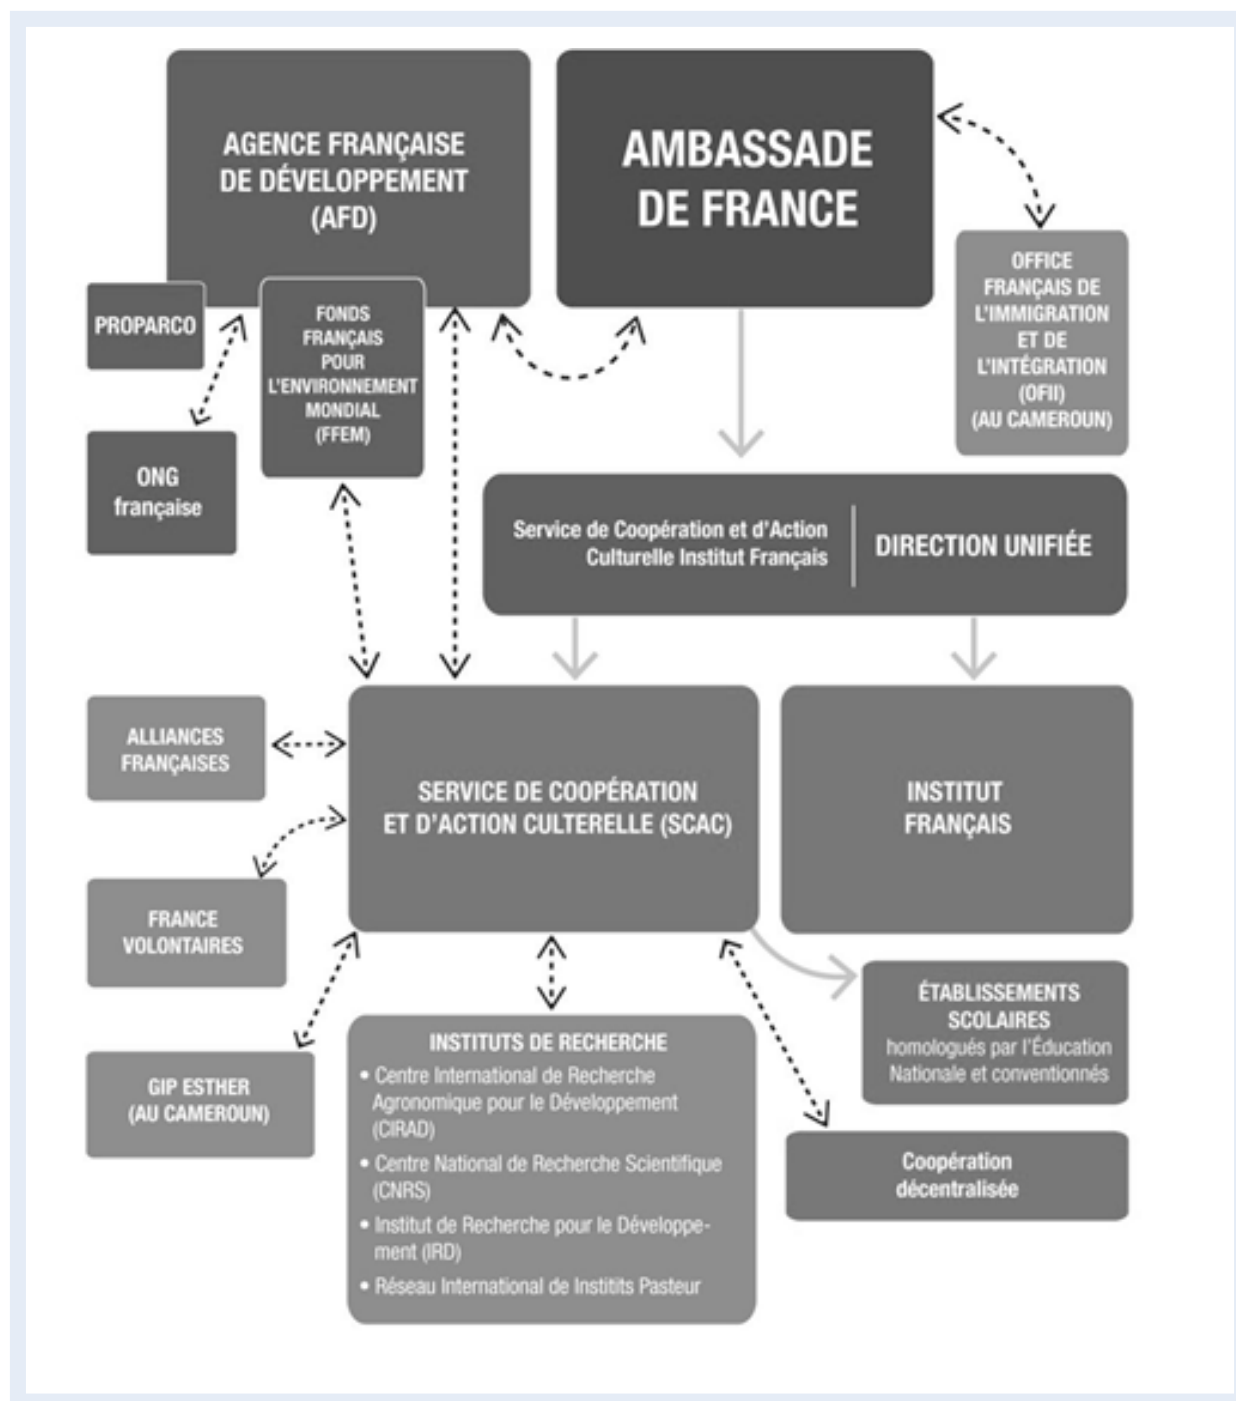 AGENCE FRANÇAISE
DE DÉVELOPPEMENT
(AFD)
AMBASSADE
DE FRANCE
OFFICE
FRANÇAIS DE
L'IMMIGRATION
ET DE
L'INTÉGRATION
(OFII)
(AU CAMEROUN)
PROPARCO
FONDS
FRANÇAIS
POUR
L'ENVIRONNEMENT
MONDIAL
(FFEM)
ONG
française
Service de Coopération et d'Action
Culturelle Institut Français
DIRECTION UNIFIÉE
ALLIANCES
FRANÇAISES
SERVICE DE COOPÉRATION
ET D'ACTION CULTERELLE (SCAC)
INSTITUT
FRANÇAIS
FRANCE
VOLONTAIRES
ÉTABLISSEMENTS
SCOLAIRES
homologués par l'Éducation
Nationale et conventionnés
GIP ESTHER
(AU CAMEROUN)
INSTITUTS DE RECHERCHE
• Centre International de Recherche
Agronomique pour le Développement
(CIRAD)
• Centre National de Recherche Scientifique
(CNRS)
• Institut de Recherche pour le Développe-
ment (IRD)
• Réseau International de Institits Pasteur
Coopération
décentralisée